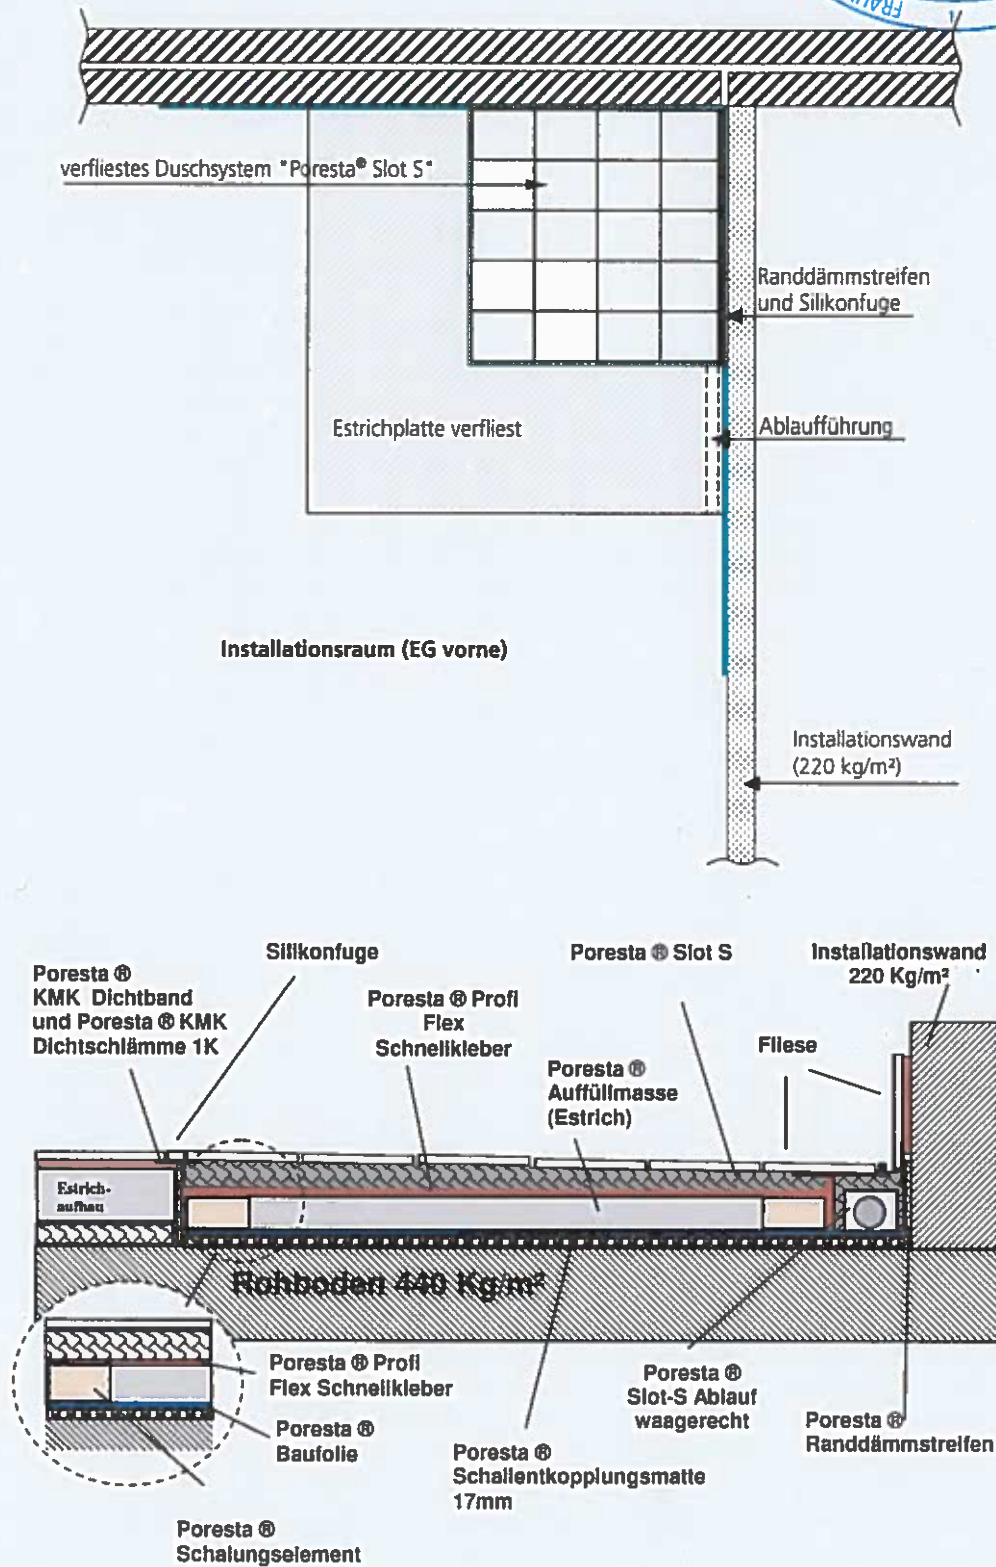 FRAU
verfliestes Duschsystem "Poresta® Slot S"
Randdämmstreifen
und Silikonfuge
Estrichplatte verfliest
Ablaufführung
Installationsraum (EG vorne)
Installationswand
(220 kg/m²)
Silikonfuge
Poresta ® Slot S
Installationswand
220 Kg/m²
Poresta ®
KMK Dichtband
und Poresta ® KMK
Dichtschlämme 1K
Poresta ® Profi
Flex
Schnellkleber
Fliese
Poresta ®
Auffüllmasse
(Estrich)
Estrich-
aufbau
Rohboden 440 Kg/m²
Poresta ® Profi
Flex Schnellkleber
Poresta ®
Baufolie
Poresta ®
Slot-S Ablauf
waagerecht
Poresta ®
Randdämmstreifen
Poresta ®
Schallentkopplungsmatte
17mm
Poresta ®
Schalungselement